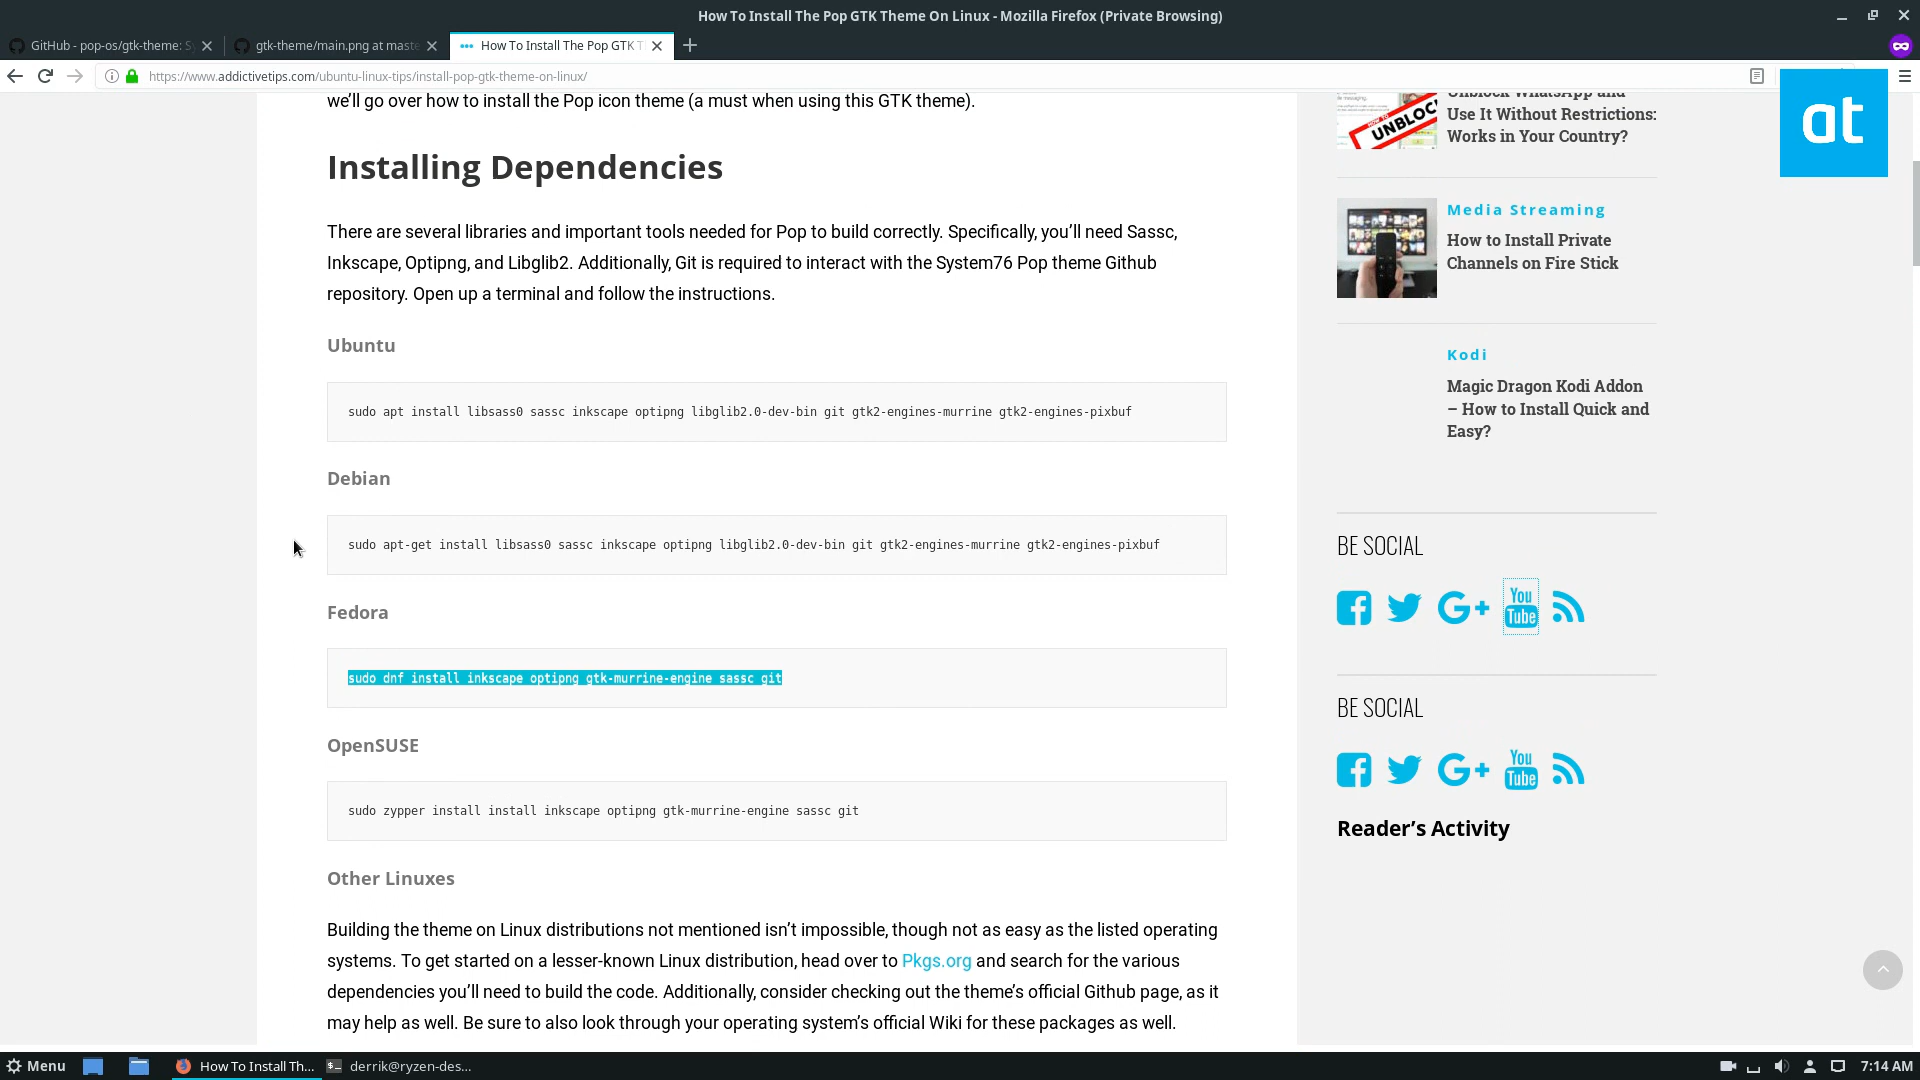 How To Install The Pop GTK Theme On Linux - Mozilla Firefox (Private Browsing)
GitHub - pop-os/gtk-theme: S
gtk-theme/main.png at maste
How To Install The Pop GTK T
https://www.addictivetips.com/ubuntu-linux-tips/install-pop-gtk-theme-on-linux/
at
we’ll go over how to install the Pop icon theme (a must when using this GTK theme).
Installing Dependencies
There are several libraries and important tools needed for Pop to build correctly. Specifically, you’ll need Sassc,
Inkscape, Optipng, and Libglib2. Additionally, Git is required to interact with the System76 Pop theme Github
repository. Open up a terminal and follow the instructions.
Ubuntu
sudo apt install libsass0 sassc inkscape optipng libglib2.0-dev-bin git gtk2-engines-murrine gtk2-engines-pixbuf
Debian
sudo apt-get install libsass0 sassc inkscape optipng libglib2.0-dev-bin git gtk2-engines-murrine gtk2-engines-pixbuf
Fedora
sudo dnf install inkscape optipng gtk-murrine-engine sassc git
OpenSUSE
sudo zypper install install inkscape optipng gtk-murrine-engine sassc git
Other Linuxes
Building the theme on Linux distributions not mentioned isn’t impossible, though not as easy as the listed operating
systems. To get started on a lesser-known Linux distribution, head over to Pkgs.org and search for the various
dependencies you’ll need to build the code. Additionally, consider checking out the theme’s official Github page, as it
may help as well. Be sure to also look through your operating system’s official Wiki for these packages as well.
UNBLOC
Unblock WhatsApp and
Use It Without Restrictions:
Works in Your Country?
Media Streaming
How to Install Private
Channels on Fire Stick
Kodi
Magic Dragon Kodi Addon
– How to Install Quick and
Easy?
BE SOCIAL
G+
You
Tube
BE SOCIAL
G+
You
Tube
Reader’s Activity
Menu
How To Install Th...
derrik@ryzen-des...
7:14 AM